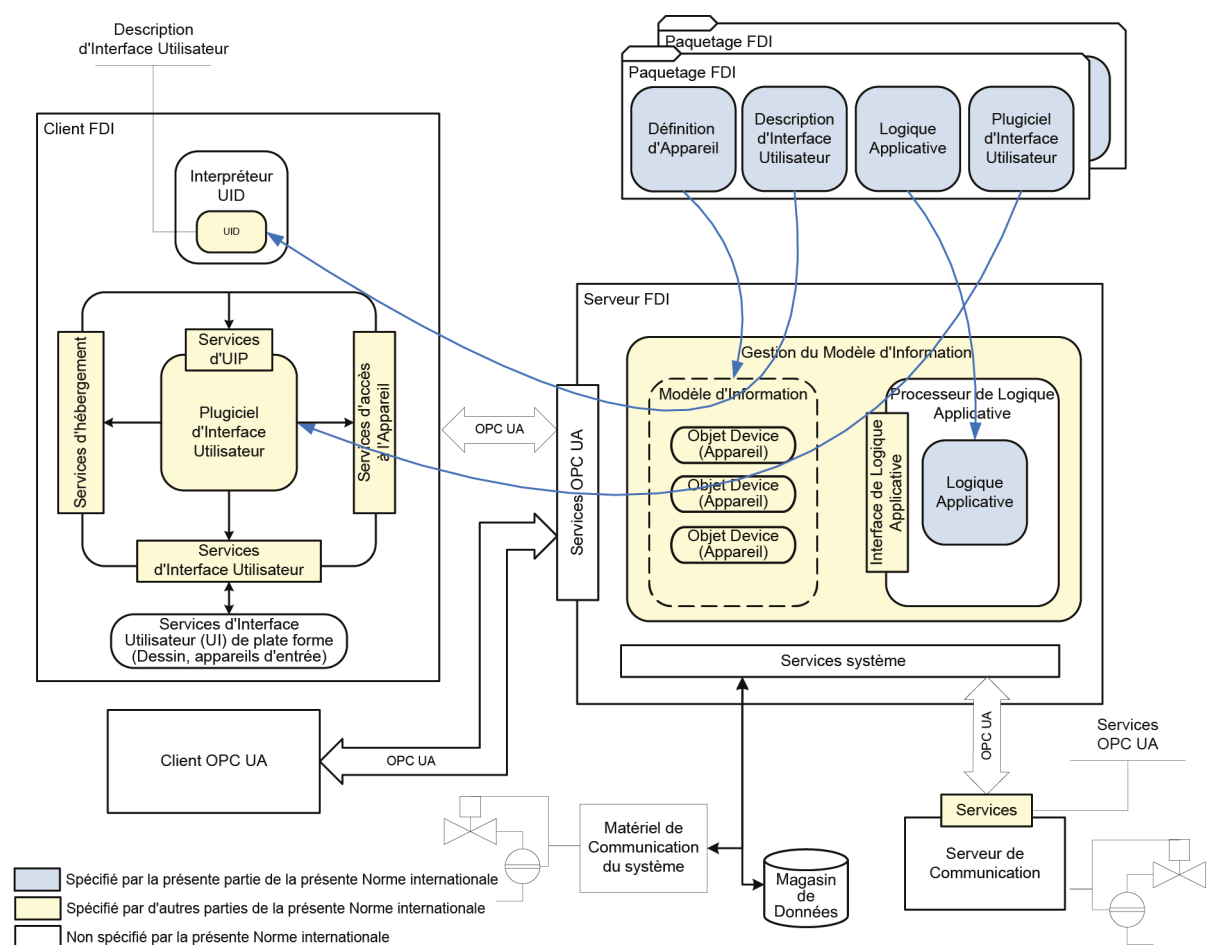 Description
d'Interface Utilisateur
Paquetage FDI
Paquetage FDI
Définition
d'Appareil
Description
d'Interface
Utilisateur
Logique
Applicative
Plugiciel
d'Interface
Utilisateur
Client FDI
Interpréteur
UID
UID
Services
d'UIP
Services d'hébergement
Plugiciel
d'Interface
Utilisateur
Services d'accès
à l'Appareil
Services
d'Interface Utilisateur
Services d'Interface
Utilisateur (UI) de plate forme
(Dessin, appareils d'entrée)
OPC UA
Serveur FDI
Services OPC UA
Gestion du Modèle d'Information
Modèle d'Information
Objet Device
(Appareil)
Objet Device
(Appareil)
Objet Device
(Appareil)
Interface de Logique
Applicative
Processeur de Logique
Applicative
Logique
Applicative
Services système
Client OPC UA
OPC UA
OPC UA
Services
OPC UA
Services
Serveur de
Communication
Matériel de
Communication
du système
Magasin
de
Données
Spécifié par la présente partie de la présente Norme internationale
Spécifié par d'autres parties de la présente Norme internationale
Non spécifié par la présente Norme internationale